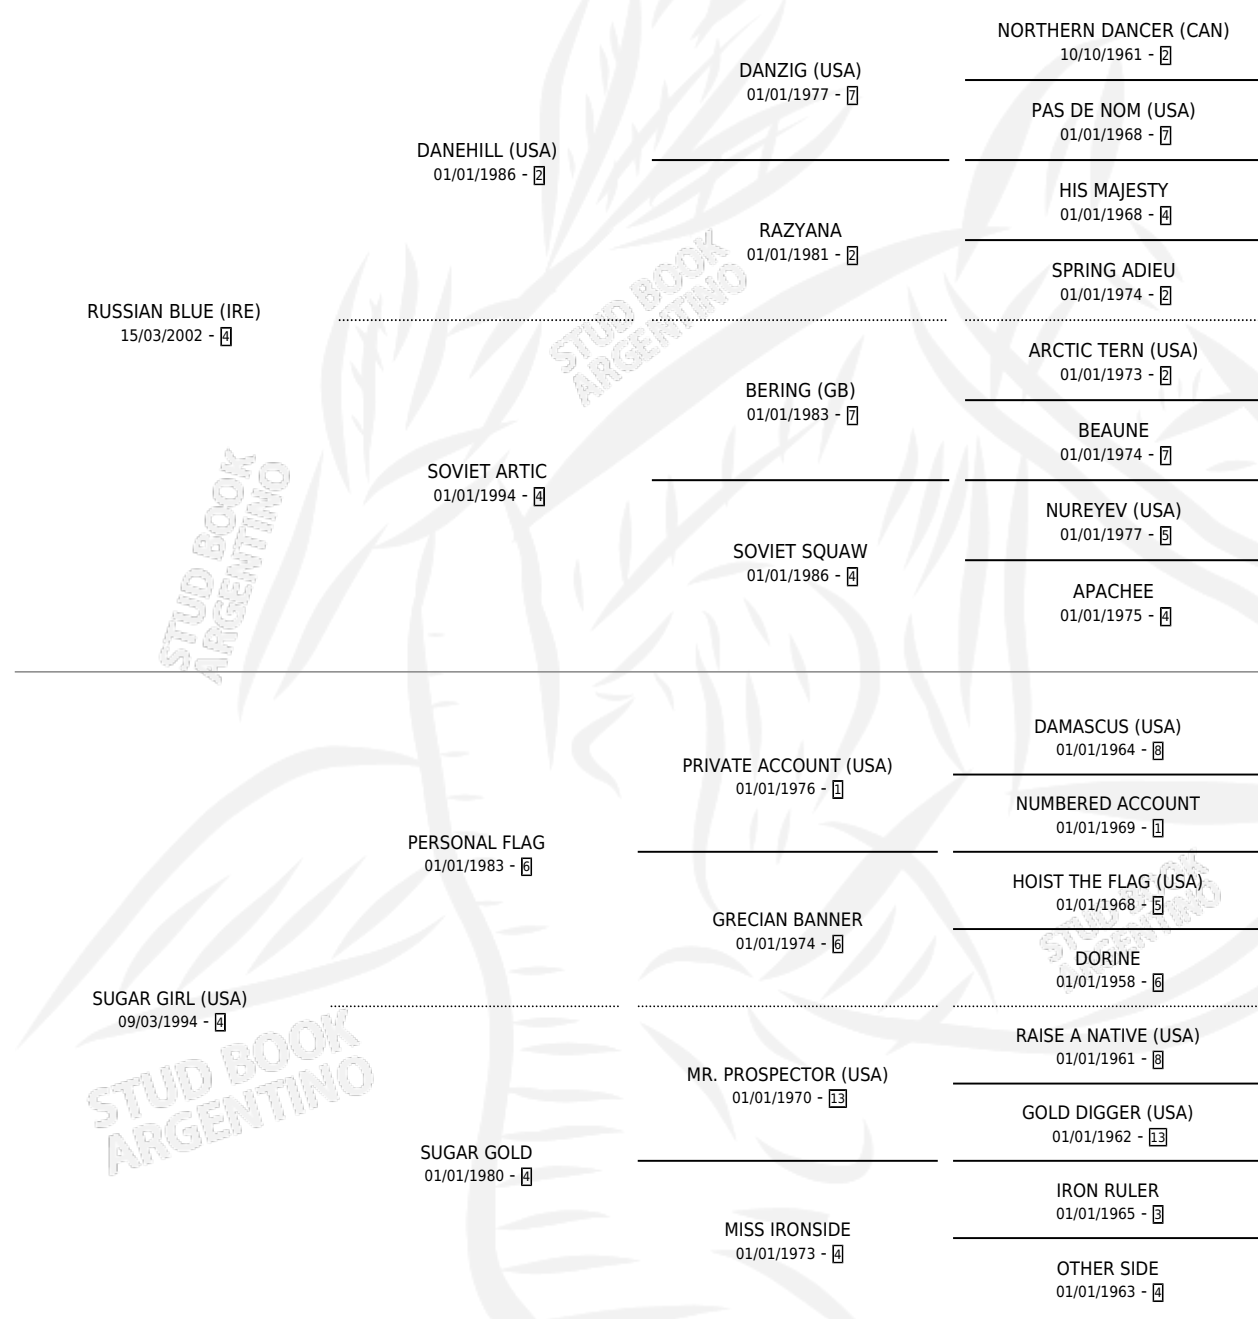 NORTHERN DANCER (CAN)
10/10/1961 - 2
DANZIG (USA)
01/01/1977 - 7
PAS DE NOM (USA)
01/01/1968 - 7
DANEHILL (USA)
01/01/1986 - 2
HIS MAJESTY
01/01/1968 - 4
RAZYANA
01/01/1981 - 2
SPRING ADIEU
01/01/1974 - 2
RUSSIAN BLUE (IRE)
15/03/2002 - 4
STUD BOOK
ARGENTINO
ARCTIC TERN (USA)
01/01/1973 - 2
BERING (GB)
01/01/1983 - 7
BEAUNE
01/01/1974 - 7
SOVIET ARTIC
01/01/1994 - 4
NUREYEV (USA)
01/01/1977 - 5
SOVIET SQUAW
01/01/1986 - 4
APACHEE
01/01/1975 - 4
STUD BOOK
ARGENTINO
DAMASCUS (USA)
01/01/1964 - 8
PRIVATE ACCOUNT (USA)
01/01/1976 - 1
NUMBERED ACCOUNT
01/01/1969 - 1
PERSONAL FLAG
01/01/1983 - 6
HOIST THE FLAG (USA)
01/01/1968 - 5
GRECIAN BANNER
01/01/1974 - 6
STUD BOOK
ARGENTINO
DORINE
01/01/1958 - 6
SUGAR GIRL (USA)
09/03/1994 - 4
RAISE A NATIVE (USA)
01/01/1961 - 8
MR. PROSPECTOR (USA)
01/01/1970 - 13
GOLD DIGGER (USA)
01/01/1962 - 13
STUD BOOK
ARGENTINO
SUGAR GOLD
01/01/1980 - 4
IRON RULER
01/01/1965 - 3
MISS IRONSIDE
01/01/1973 - 4
OTHER SIDE
01/01/1963 - 4